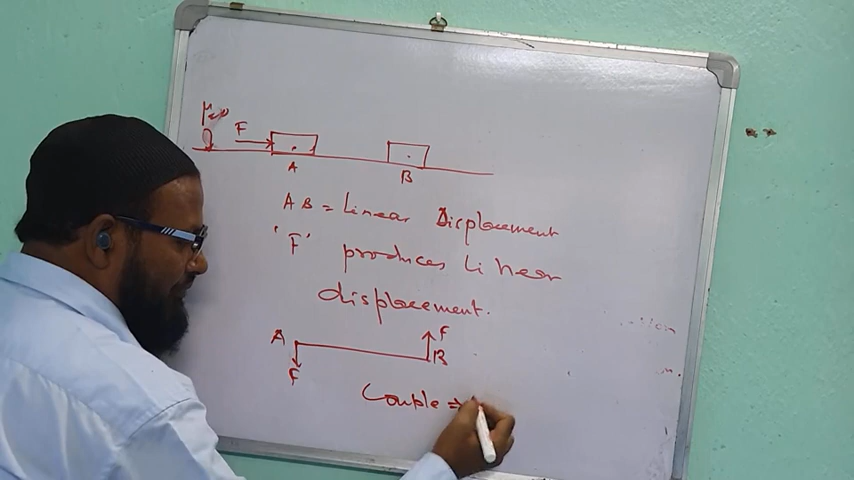 F
A
B
AB = Linear Displacement
'F' produces Linear
displacement.
A
F
B
F
Couple ⇒